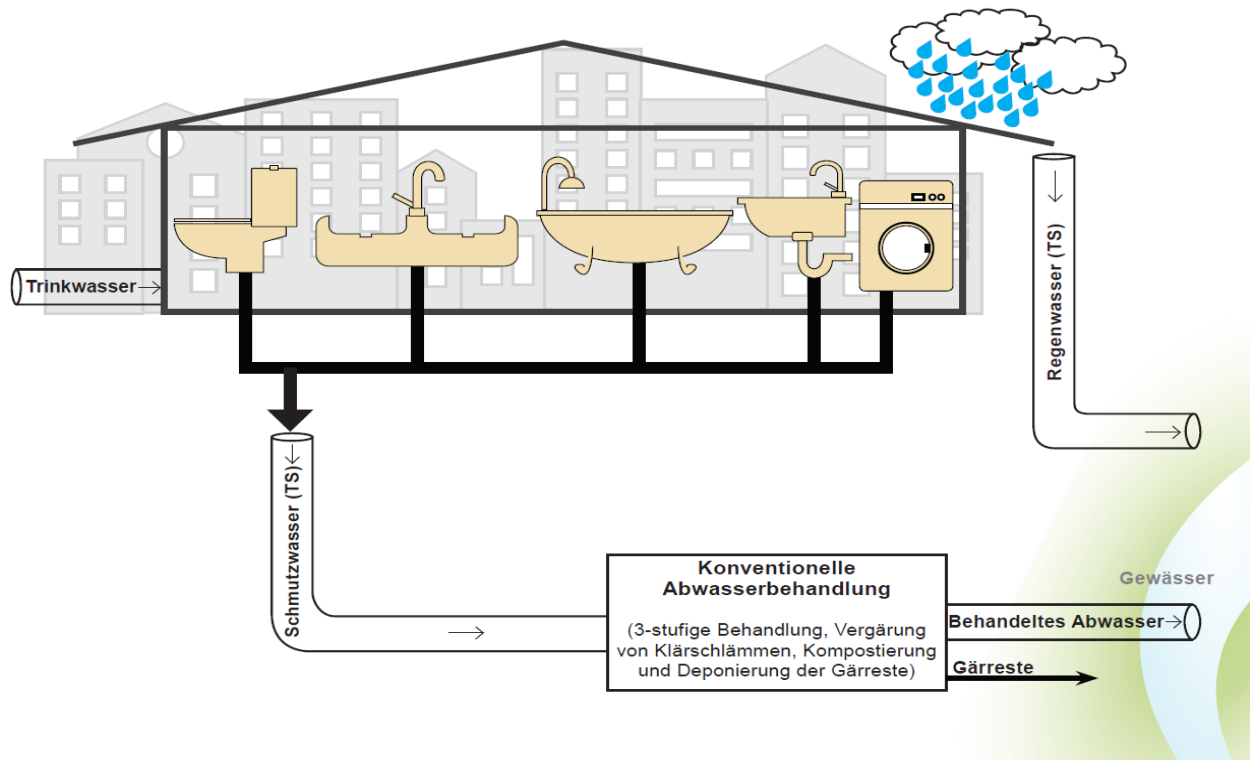 Trinkwasser
Regenwasser (TS)
Schmutzwasser (TS)
Konventionelle
Abwasserbehandlung
(3-stufige Behandlung, Vergärung
von Klärschlämmen, Kompostierung
und Deponierung der Gärreste)
Gewässer
Behandeltes Abwasser
Gärreste